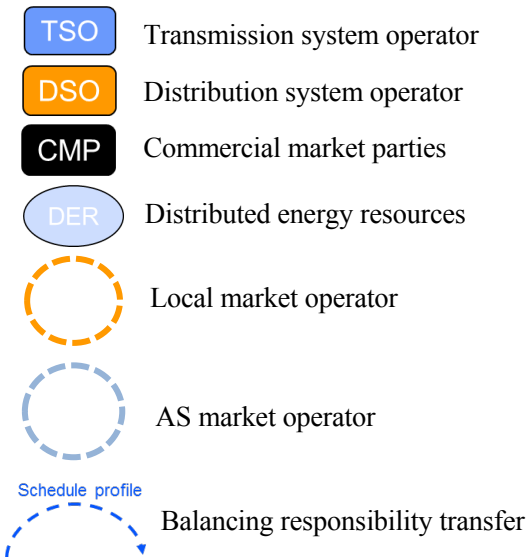 TSO Transmission system operator
DSO Distribution system operator
CMP Commercial market parties
DER Distributed energy resources
Local market operator
AS market operator
Schedule profile
Balancing responsibility transfer